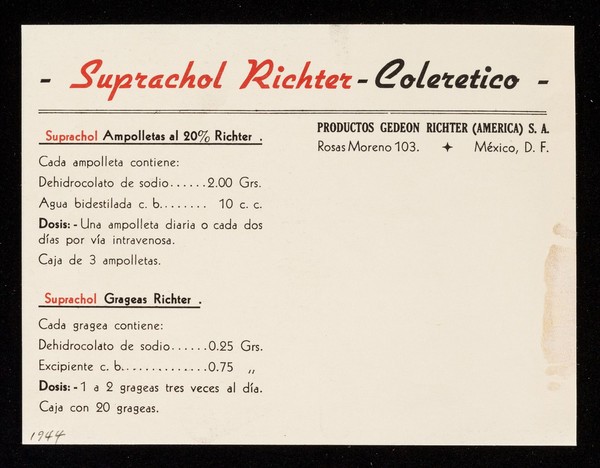 - Suprachol Richter - Coleretico -
Suprachol Ampolletas al 20% Richter .
Cada ampolleta contiene:
Dehidrocolato de sodio......2.00 Grs.
Agua bidestilada c. b........ 10 c. c.
Dosis: - Una ampolleta diaria o cada dos
días por vía intravenosa.
Caja de 3 ampolletas.
Suprachol Grageas Richter .
Cada gragea contiene:
Dehidrocolato de sodio......0.25 Grs.
Excipiente c. b..............0.75 „
Dosis: - 1 a 2 grageas tres veces al día.
Caja con 20 grageas.
1944
PRODUCTOS GEDEON RICHTER (AMERICA) S. A.
Rosas Moreno 103. ✦ México, D. F.